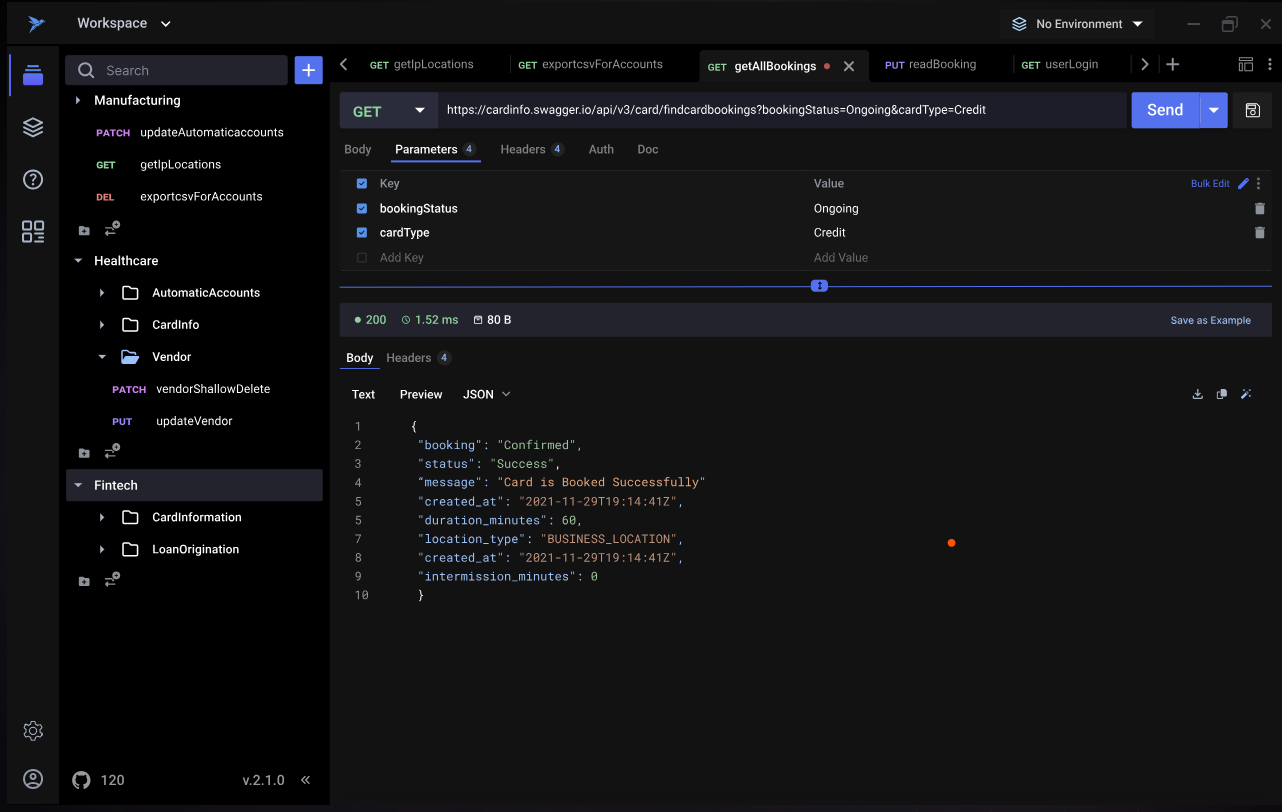 Workspace
No Environment
Search
+
GET getIpLocations
GET exportcsvForAccounts
GET getAllBookings
PUT readBooking
GET userLogin
Manufacturing
PATCH updateAutomaticaccounts
GET getIpLocations
DEL exportcsvForAccounts
Healthcare
AutomaticAccounts
CardInfo
Vendor
PATCH vendorShallowDelete
PUT updateVendor
Fintech
CardInformation
LoanOrigination
120
v.2.1.0
GET
https://cardinfo.swagger.io/api/v3/card/findcardbookings?bookingStatus=Ongoing&cardType=Credit
Send
Body Parameters 4 Headers 4 Auth Doc
Key Value Bulk Edit
bookingStatus Ongoing
cardType Credit
Add Key Add Value
200 1.52 ms 80 B Save as Example
Body Headers 4
Text Preview JSON
1 {
2 "booking": "Confirmed",
3 "status": "Success",
4 "message": "Card is Booked Successfully"
5 "created_at": "2021-11-29T19:14:41Z",
5 "duration_minutes": 60,
7 "location_type": "BUSINESS_LOCATION",
8 "created_at": "2021-11-29T19:14:41Z",
9 "intermission_minutes": 0
10 }